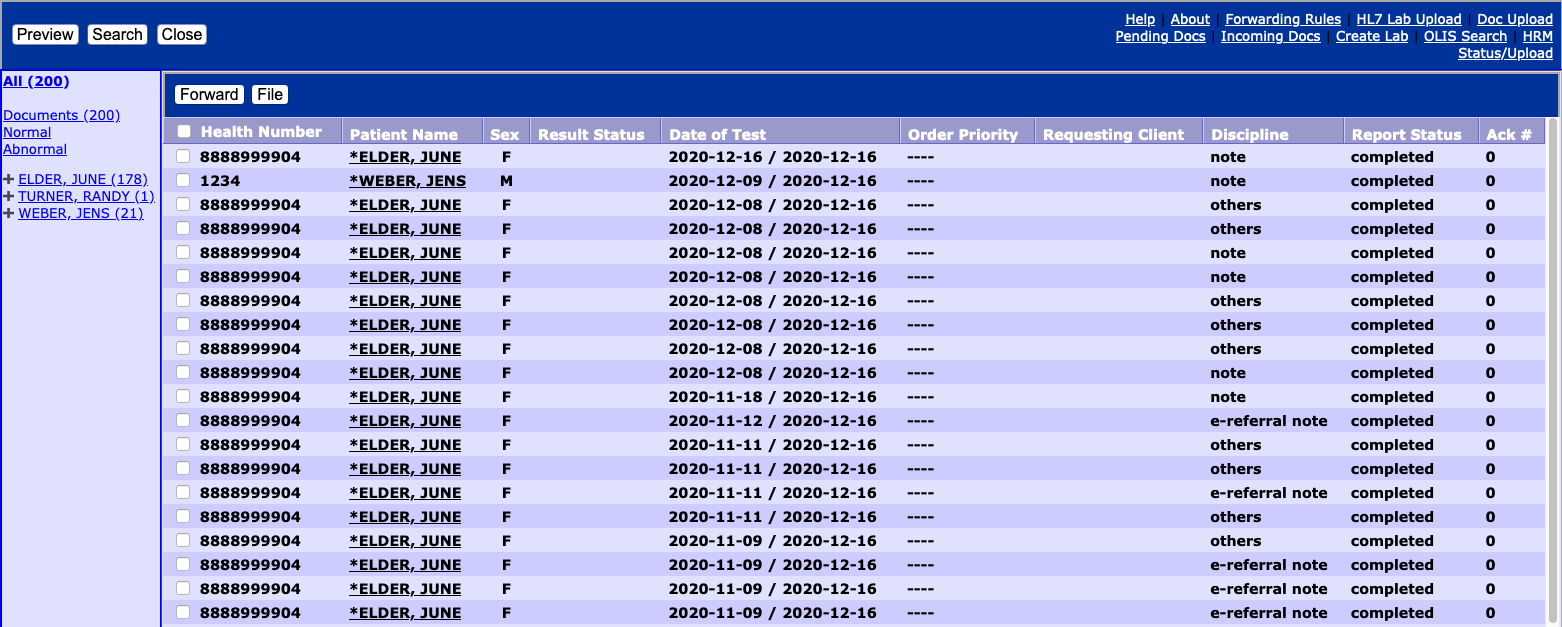 Preview Search Close
Help | About | Forwarding Rules | HL7 Lab Upload | Doc Upload
Pending Docs | Incoming Docs | Create Lab | OLIS Search | HRM
Status/Upload
All (200)
Documents (200)
Normal
Abnormal
ELDER, JUNE (178)
TURNER, RANDY (1)
WEBER, JENS (21)
Forward File
Health Number Patient Name Sex Result Status Date of Test Order Priority Requesting Client Discipline Report Status Ack #
8888999904 *ELDER, JUNE F 2020-12-16 / 2020-12-16 ---- note completed 0
1234 *WEBER, JENS M 2020-12-09 / 2020-12-16 ---- note completed 0
8888999904 *ELDER, JUNE F 2020-12-08 / 2020-12-16 ---- others completed 0
8888999904 *ELDER, JUNE F 2020-12-08 / 2020-12-16 ---- others completed 0
8888999904 *ELDER, JUNE F 2020-12-08 / 2020-12-16 ---- note completed 0
8888999904 *ELDER, JUNE F 2020-12-08 / 2020-12-16 ---- note completed 0
8888999904 *ELDER, JUNE F 2020-12-08 / 2020-12-16 ---- others completed 0
8888999904 *ELDER, JUNE F 2020-12-08 / 2020-12-16 ---- others completed 0
8888999904 *ELDER, JUNE F 2020-12-08 / 2020-12-16 ---- others completed 0
8888999904 *ELDER, JUNE F 2020-12-08 / 2020-12-16 ---- note completed 0
8888999904 *ELDER, JUNE F 2020-11-18 / 2020-12-16 ---- note completed 0
8888999904 *ELDER, JUNE F 2020-11-12 / 2020-12-16 ---- e-referral note completed 0
8888999904 *ELDER, JUNE F 2020-11-11 / 2020-12-16 ---- others completed 0
8888999904 *ELDER, JUNE F 2020-11-11 / 2020-12-16 ---- others completed 0
8888999904 *ELDER, JUNE F 2020-11-11 / 2020-12-16 ---- e-referral note completed 0
8888999904 *ELDER, JUNE F 2020-11-11 / 2020-12-16 ---- others completed 0
8888999904 *ELDER, JUNE F 2020-11-09 / 2020-12-16 ---- others completed 0
8888999904 *ELDER, JUNE F 2020-11-09 / 2020-12-16 ---- e-referral note completed 0
8888999904 *ELDER, JUNE F 2020-11-09 / 2020-12-16 ---- e-referral note completed 0
8888999904 *ELDER, JUNE F 2020-11-09 / 2020-12-16 ---- e-referral note completed 0